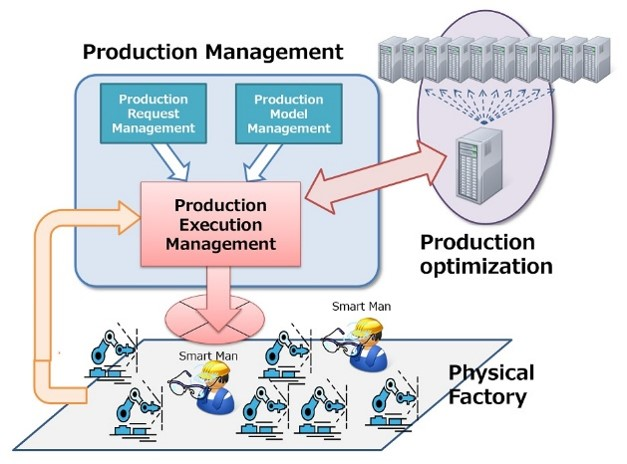 Production Management
Production
Request
Management
Production
Model
Management
Production
Execution
Management
Production
optimization
Smart Man
Smart Man
Physical
Factory